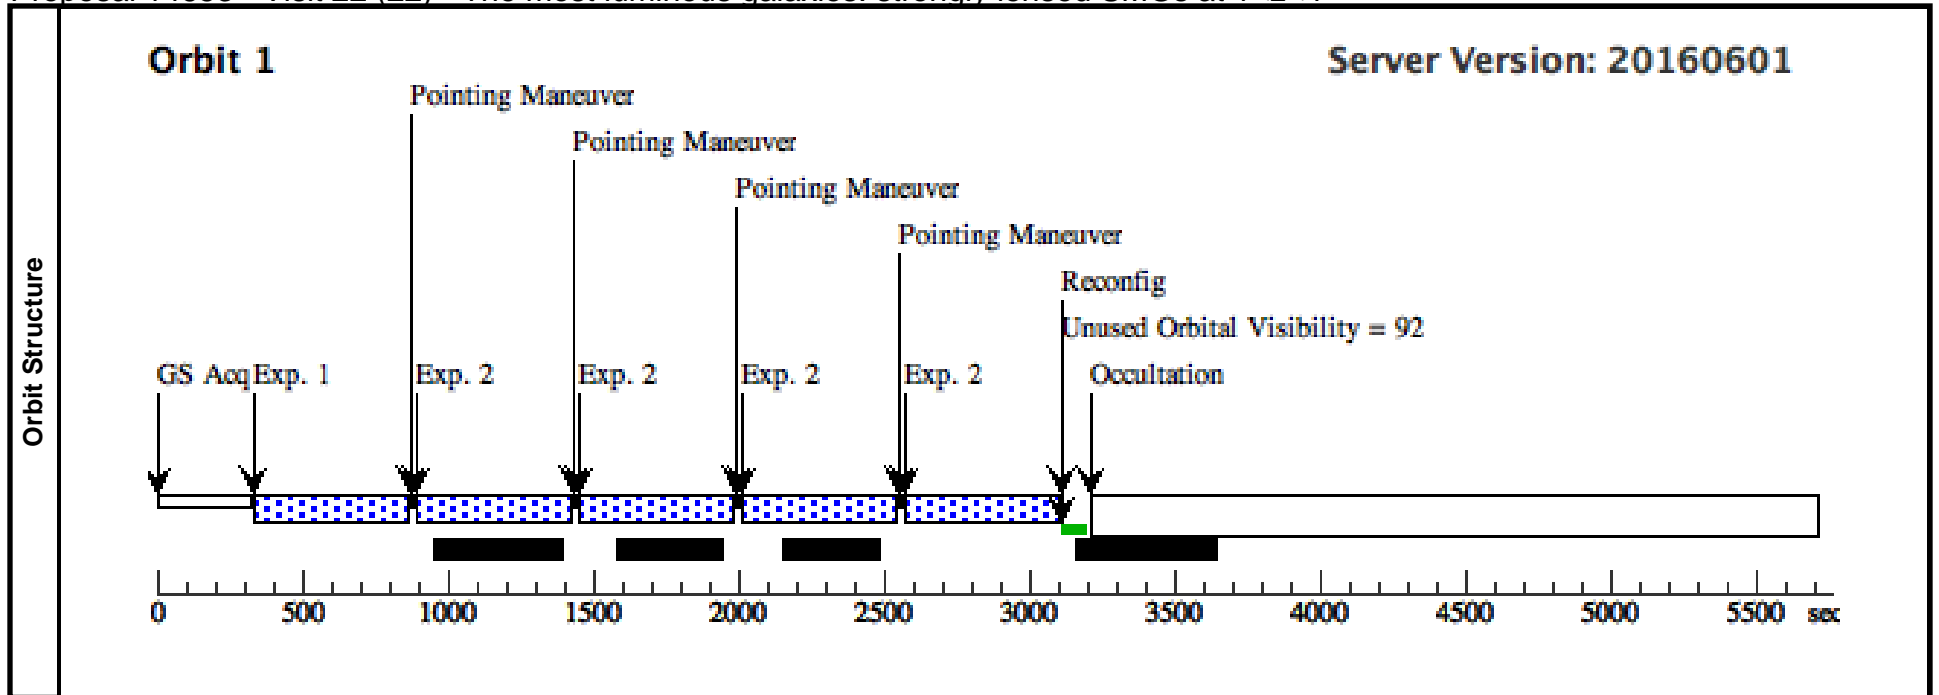 Orbit 1
Server Version: 20160601
Pointing Maneuver
Pointing Maneuver
Pointing Maneuver
Pointing Maneuver
Reconfig
Unused Orbital Visibility = 92
GS Acq Exp. 1 Exp. 2 Exp. 2 Exp. 2 Exp. 2 Occultation
Orbit Structure
0 500 1000 1500 2000 2500 3000 3500 4000 4500 5000 5500 sec